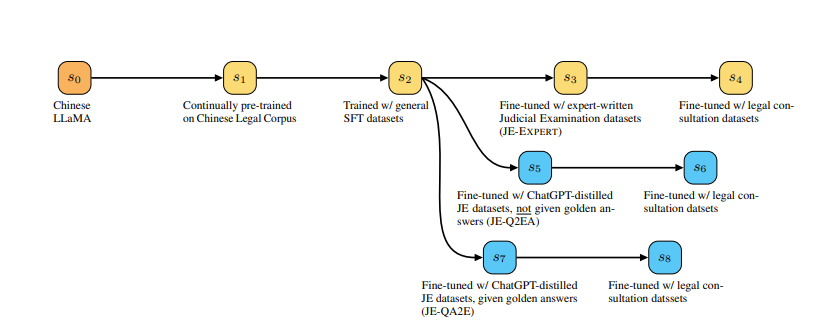 s0
s1
s2
s3
s4
Chinese
LLaMA
Continually pre-trained
on Chinese Legal Corpus
Trained w/ general
SFT datasets
Fine-tuned w/ expert-written
Judicial Examination datasets
(JE-EXPERT)
Fine-tuned w/ legal con-
sultation datasets
s5
s6
Fine-tuned w/ ChatGPT-distilled
JE datasets, not given golden an-
swers (JE-Q2EA)
Fine-tuned w/ legal con-
sultation datsets
s7
s8
Fine-tuned w/ ChatGPT-distilled
JE datasets, given golden answers
(JE-QA2E)
Fine-tuned w/ legal con-
sultation datssets